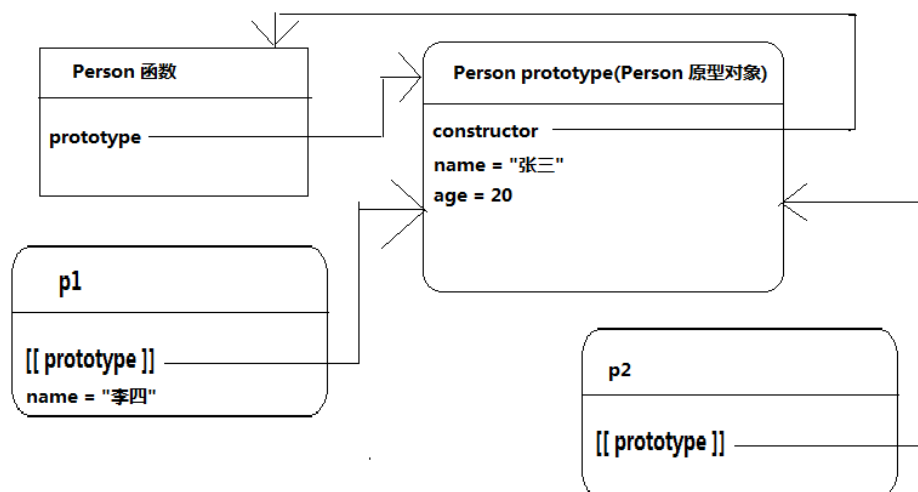 Person 函数
prototype
Person prototype(Person 原型对象)
constructor
name = "张三"
age = 20
p1
[[ prototype ]]
name = "李四"
p2
[[ prototype ]]